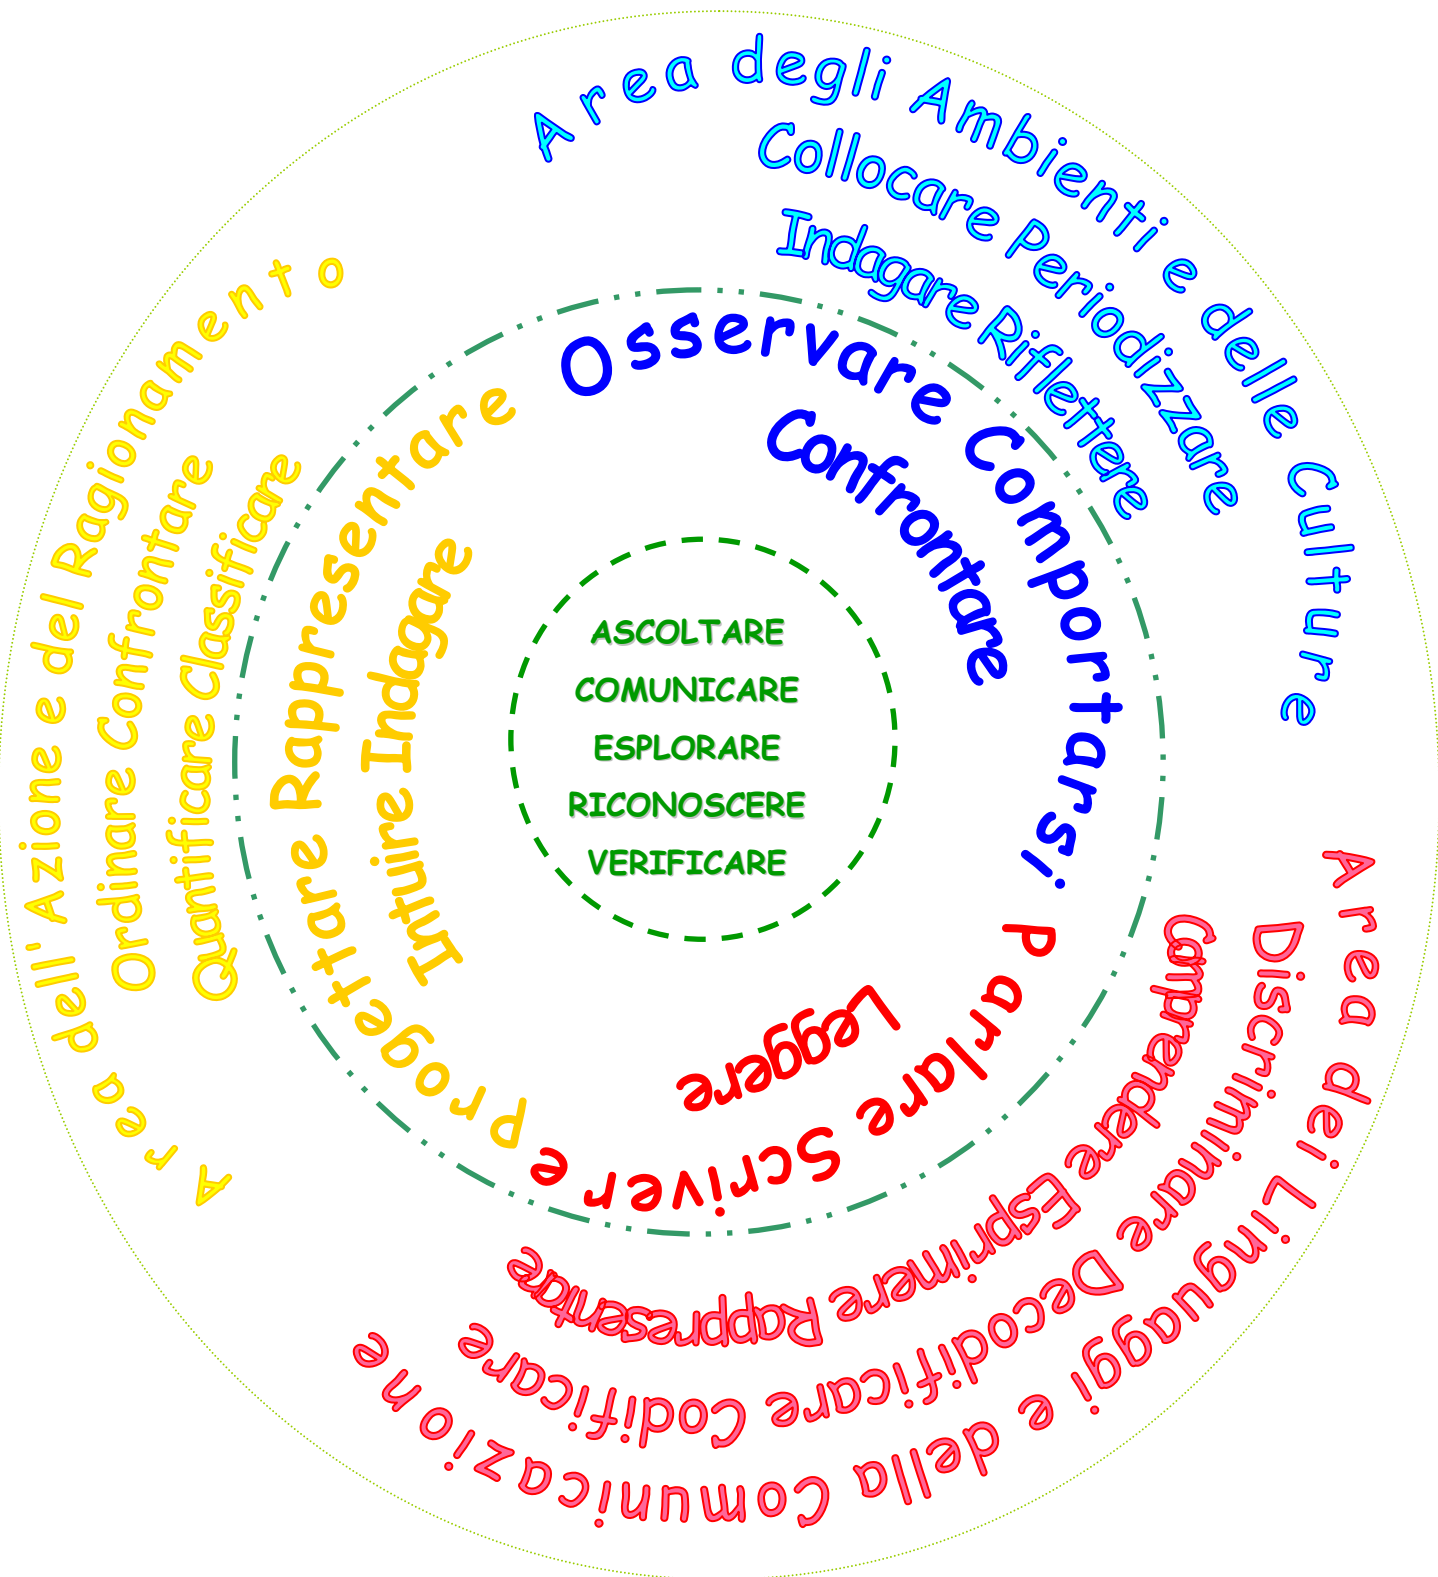 Area degli Ambienti e delle Culture
Collocare Periodizzare
Indagare Riflettere
Osservare Comportarsi
Confrontare
Area dell' Azione e del Ragionamento
Ordinare Confrontare
Quantificare Classificare
Progettare Rappresentare
Intuire Indagare
ASCOLTARE
COMUNICARE
ESPLORARE
RICONOSCERE
VERIFICARE
Parlare Scrivere
Leggere
Comprendere Esprimere Rappresentare
Discriminare Decodificare Codificare
Area dei Linguaggi e della Comunicazione